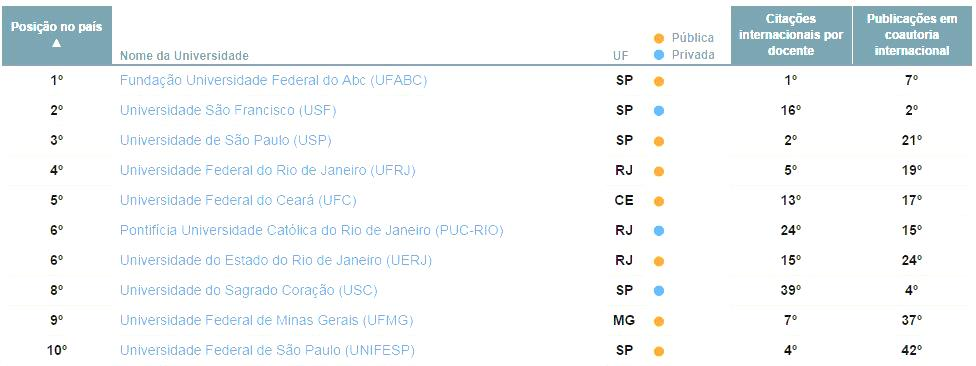 Posição no país ▲ Nome da Universidade UF Pública Privada Citações internacionais por docente Publicações em coautoria internacional
1º Fundação Universidade Federal do Abc (UFABC) SP 1º 7º
2º Universidade São Francisco (USF) SP 16º 2º
3º Universidade de São Paulo (USP) SP 2º 21º
4º Universidade Federal do Rio de Janeiro (UFRJ) RJ 5º 19º
5º Universidade Federal do Ceará (UFC) CE 13º 17º
6º Pontifícia Universidade Católica do Rio de Janeiro (PUC-RIO) RJ 24º 15º
6º Universidade do Estado do Rio de Janeiro (UERJ) RJ 15º 24º
8º Universidade do Sagrado Coração (USC) SP 39º 4º
9º Universidade Federal de Minas Gerais (UFMG) MG 7º 37º
10º Universidade Federal de São Paulo (UNIFESP) SP 4º 42º